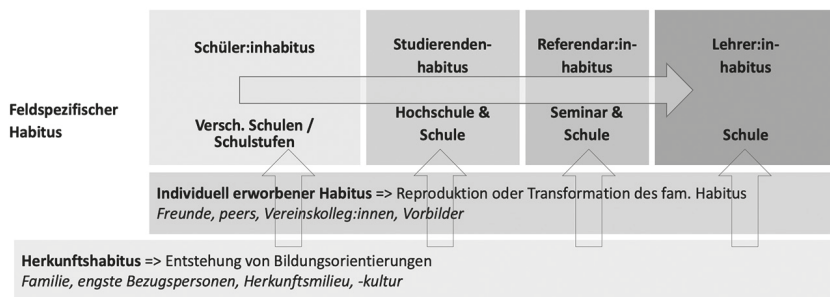 Feldspezifischer
Habitus
Schüler:inhabitus
Versch. Schulen /
Schulstufen
Studierenden-
habitus
Hochschule &
Schule
Referendar:in-
habitus
Seminar &
Schule
Lehrer:in-
habitus
Schule
Individuell erworbener Habitus => Reproduktion oder Transformation des fam. Habitus
Freunde, peers, Vereinskolleg:innen, Vorbilder
Herkunftshabitus => Entstehung von Bildungsorientierungen
Familie, engste Bezugspersonen, Herkunftsmilieu, -kultur